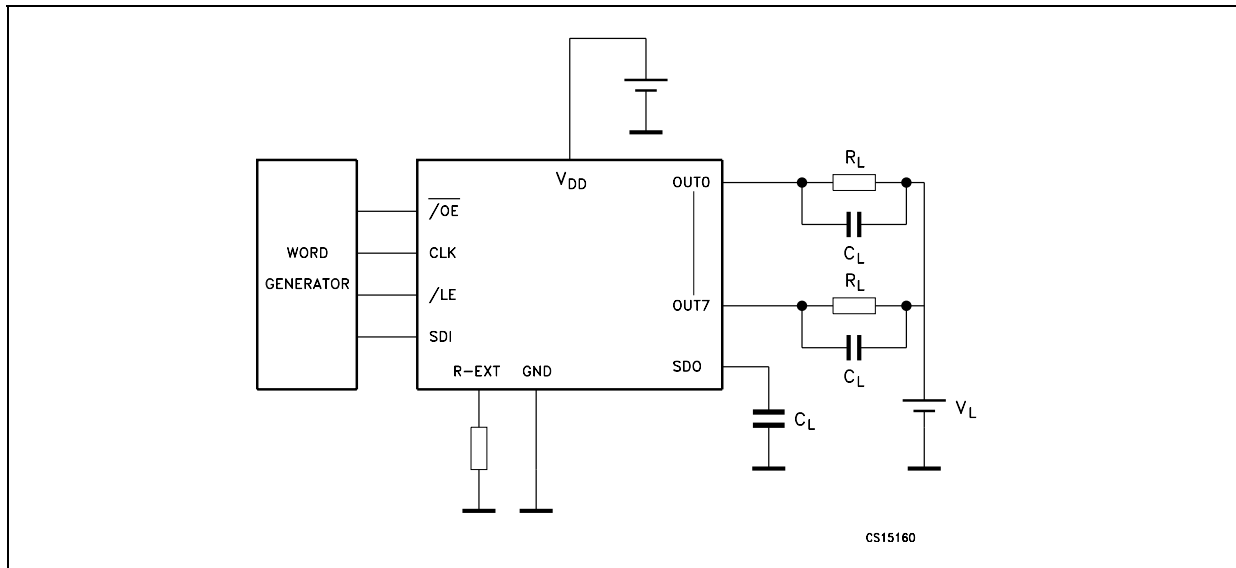 V_DD
OUT0
R_L
C_L
/OE
WORD
GENERATOR
CLK
/LE
SDI
R_L
OUT7
C_L
R-EXT
GND
SDO
C_L
V_L
CS15160